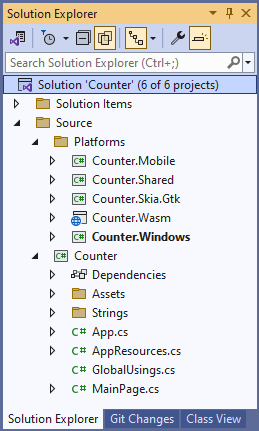 Solution Explorer
Search Solution Explorer (Ctrl+;)
Solution 'Counter' (6 of 6 projects)
Solution Items
Source
Platforms
Counter.Mobile
Counter.Shared
Counter.Skia.Gtk
Counter.Wasm
Counter.Windows
Counter
Dependencies
Assets
Strings
C# App.cs
C# AppResources.cs
C# GlobalUsings.cs
C# MainPage.cs
Solution Explorer Git Changes Class View